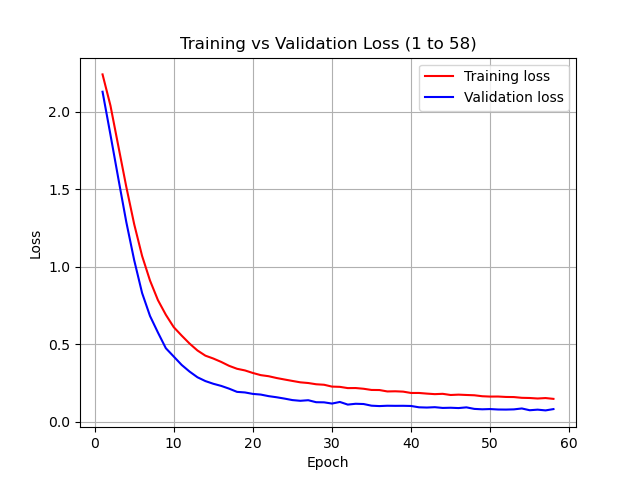 Training vs Validation Loss (1 to 58)
Training loss
Validation loss
2.0
1.5
1.0
0.5
0.0
Loss
0 10 20 30 40 50 60
Epoch